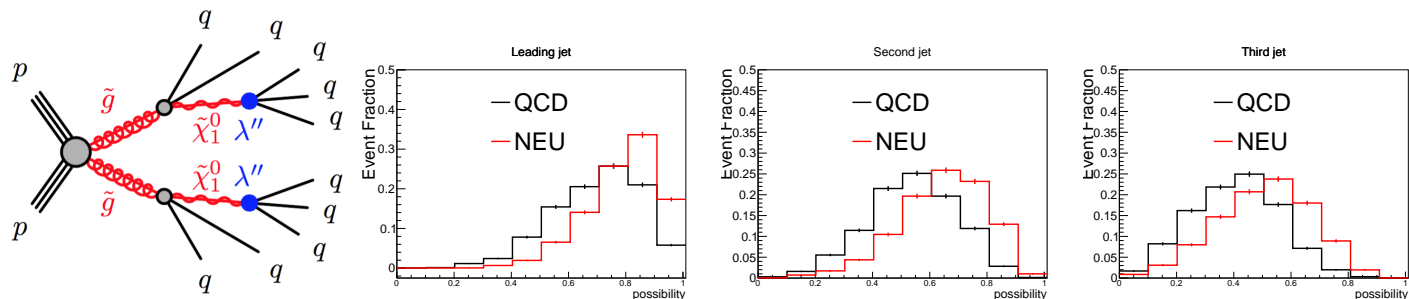 p
p
g̃
g̃
χ̃₁⁰ λ''
χ̃₁⁰ λ''
q
q
q
q
q
q
q
q
q
q
Leading jet
Event Fraction
0.5
0.4
0.3
0.2
0.1
0
QCD
NEU
0 0.2 0.4 0.6 0.8 1
possibility
Second jet
Event Fraction
0.5
0.45
0.4
0.35
0.3
0.25
0.2
0.15
0.1
0.05
0
QCD
NEU
0 0.2 0.4 0.6 0.8 1
possibility
Third jet
Event Fraction
0.5
0.45
0.4
0.35
0.3
0.25
0.2
0.15
0.1
0.05
0
QCD
NEU
0 0.2 0.4 0.6 0.8 1
possibility